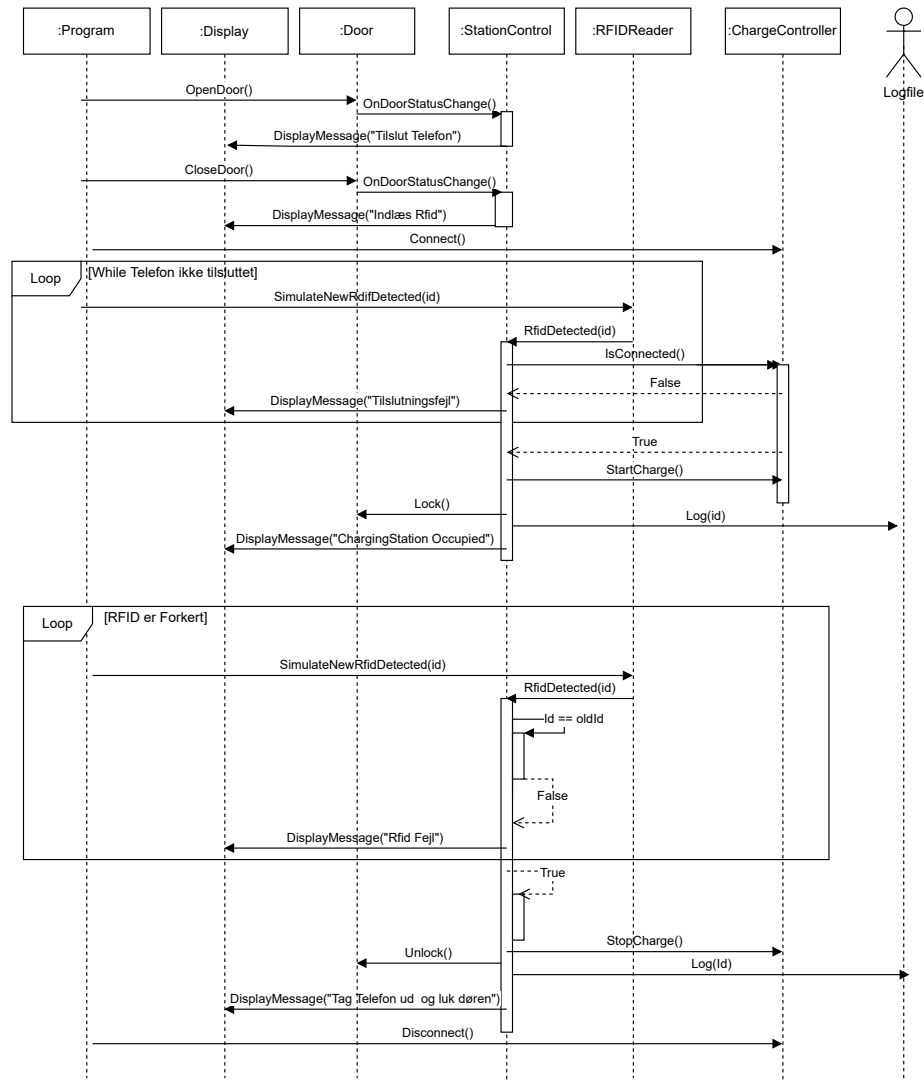 :Program
:Display
:Door
:StationControl
:RFIDReader
:ChargeController
Logfile
OpenDoor()
OnDoorStatusChange()
DisplayMessage("Tilslut Telefon")
CloseDoor()
OnDoorStatusChange()
DisplayMessage("Indlæs Rfid")
Connect()
Loop
[While Telefon ikke tilsluttet]
SimulateNewRdifDetected(id)
RfidDetected(id)
IsConnected()
False
DisplayMessage("Tilslutningsfejl")
True
StartCharge()
Lock()
Log(id)
DisplayMessage("ChargingStation Occupied")
Loop
[RFID er Forkert]
SimulateNewRfidDetected(id)
RfidDetected(id)
Id == oldId
False
DisplayMessage("Rfid Fejl")
True
StopCharge()
Unlock()
Log(Id)
DisplayMessage("Tag Telefon ud  og luk døren")
Disconnect()